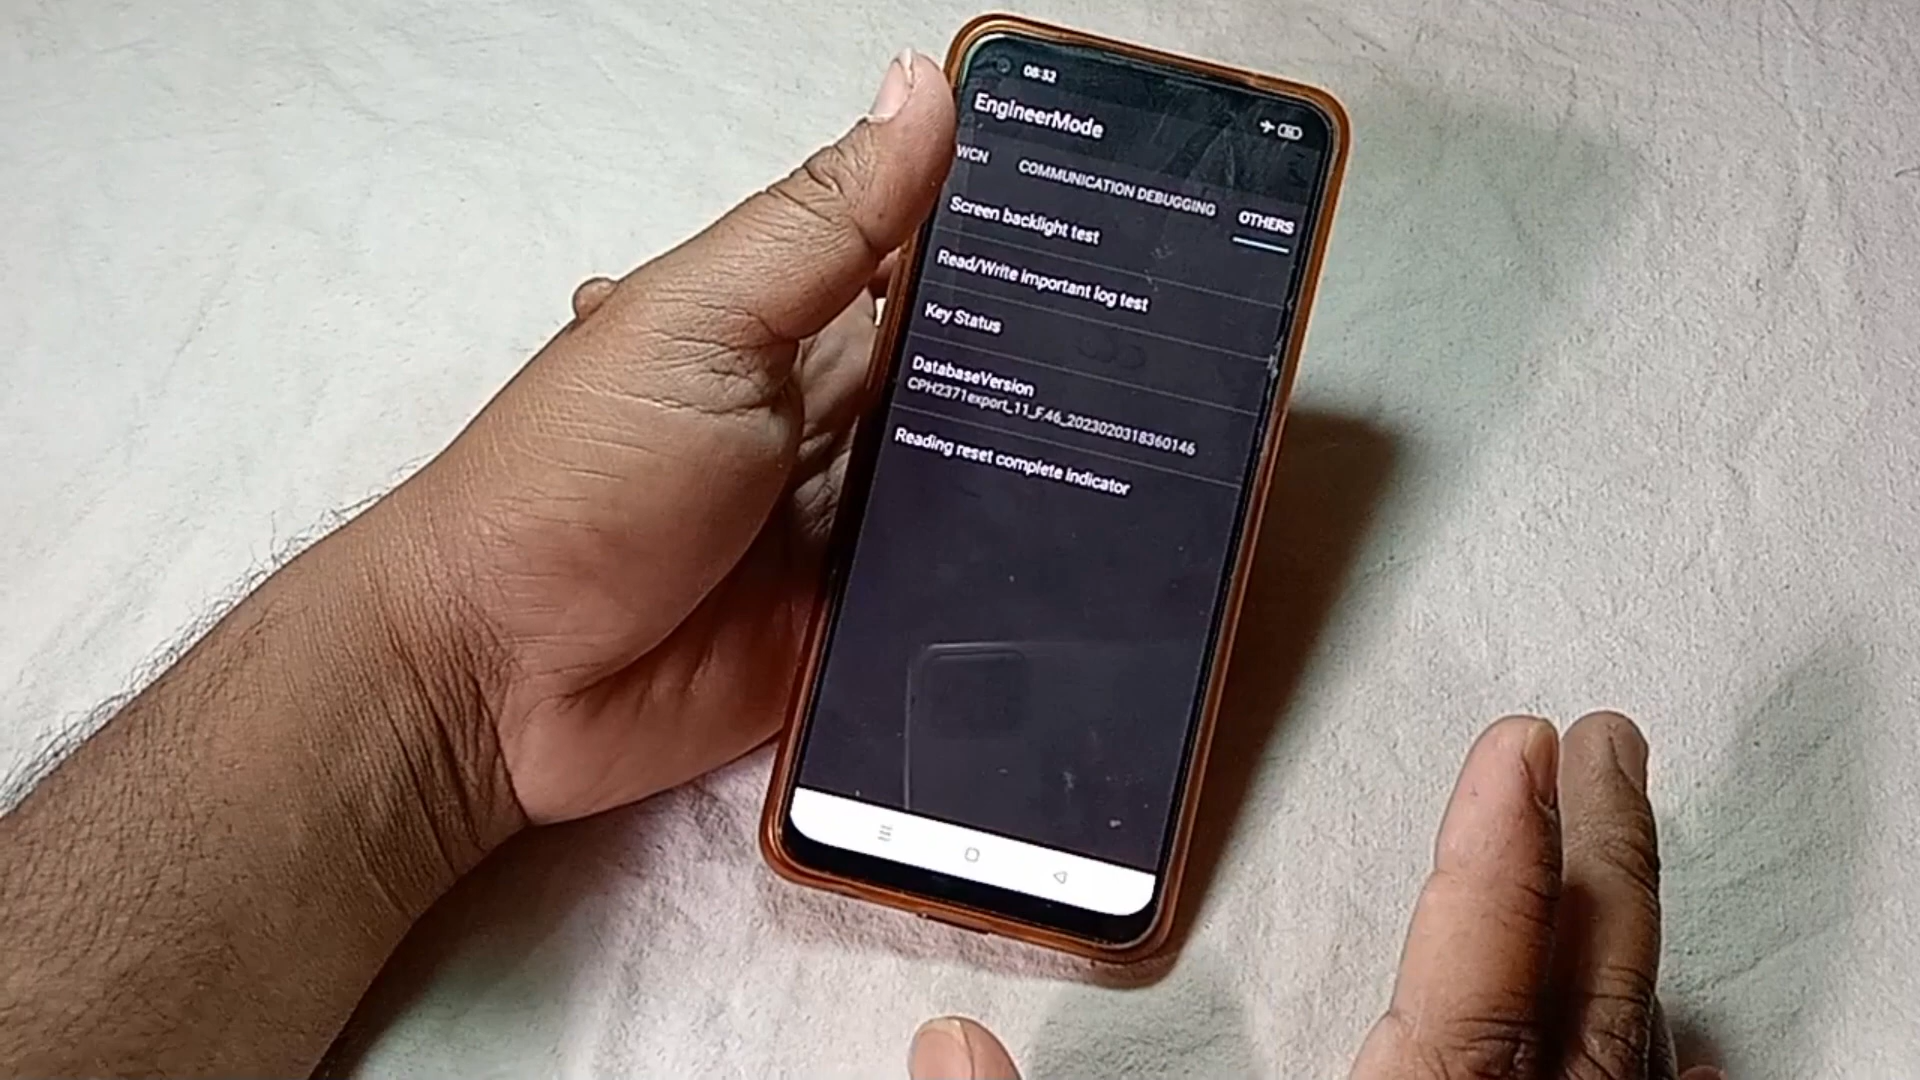 08:32
EngineerMode
WCN COMMUNICATION DEBUGGING OTHERS
Screen backlight test
Read/Write important log test
Key Status
DatabaseVersion
CPH2371export_11_F.46_2023020318360146
Reading reset complete indicator